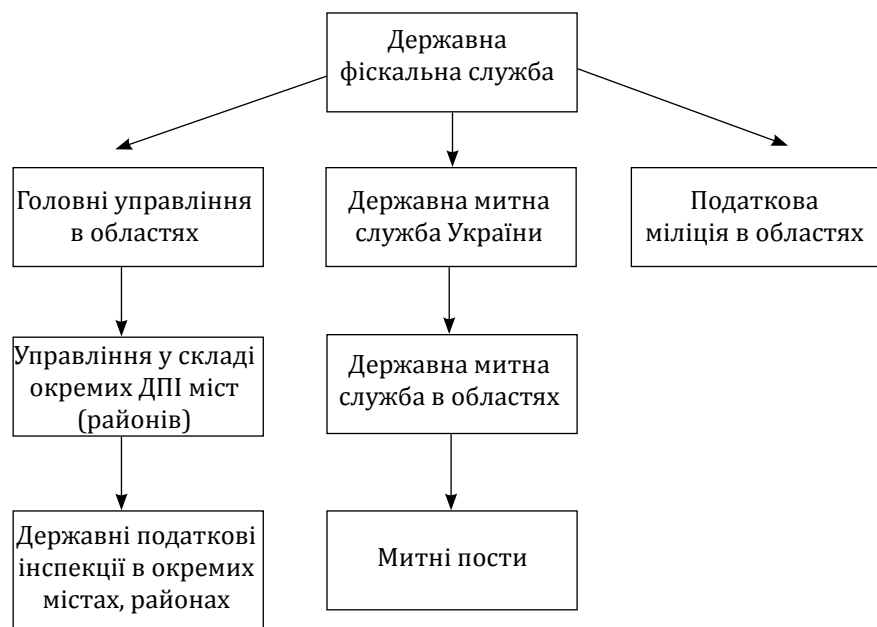 Державна
фіскальна служба
Головні управління
в областях
Державна митна
служба України
Податкова
міліція в областях
Управління у складі
окремих ДПІ міст
(районів)
Державна митна
служба в областях
Державні податкові
інспекції в окремих
містах, районах
Митні пости